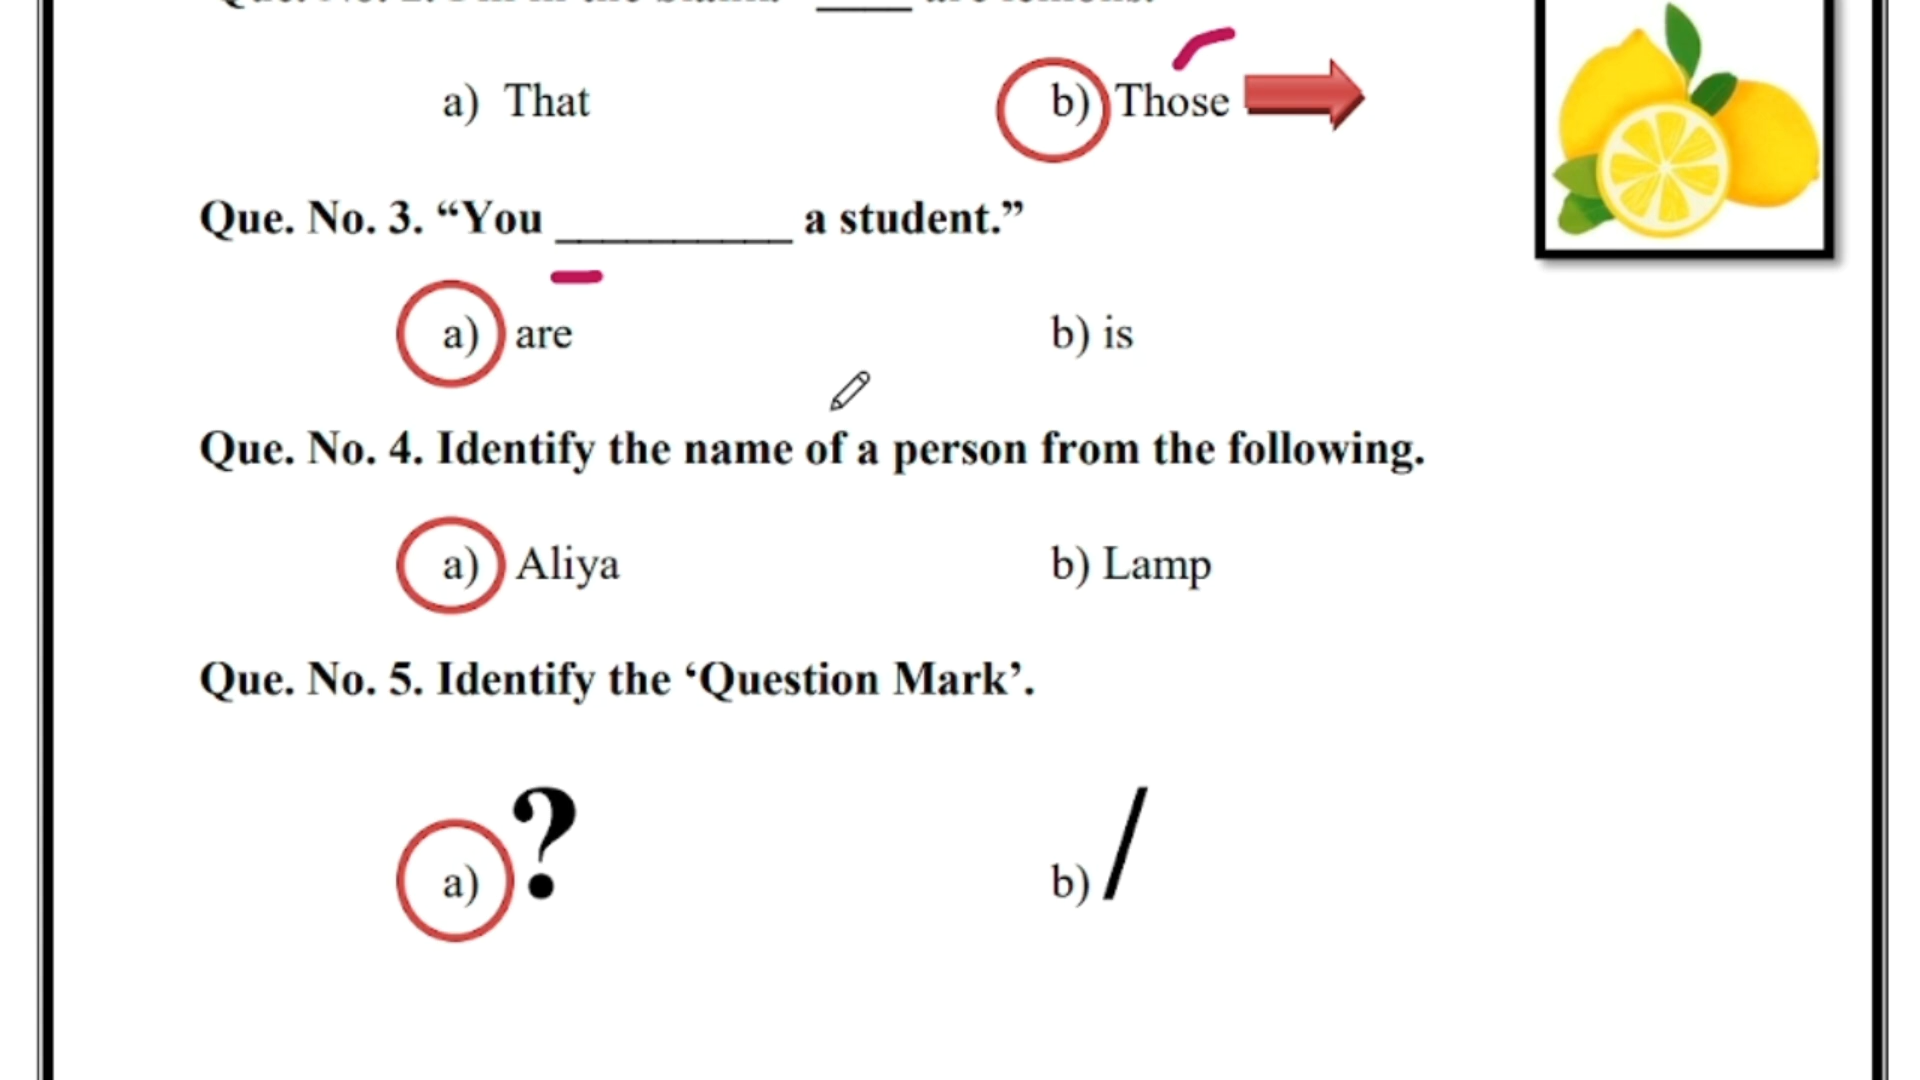 a) That b) Those
Que. No. 3. “You __________ a student.”
a) are b) is
Que. No. 4. Identify the name of a person from the following.
a) Aliya b) Lamp
Que. No. 5. Identify the ‘Question Mark’.
a) ? b) /